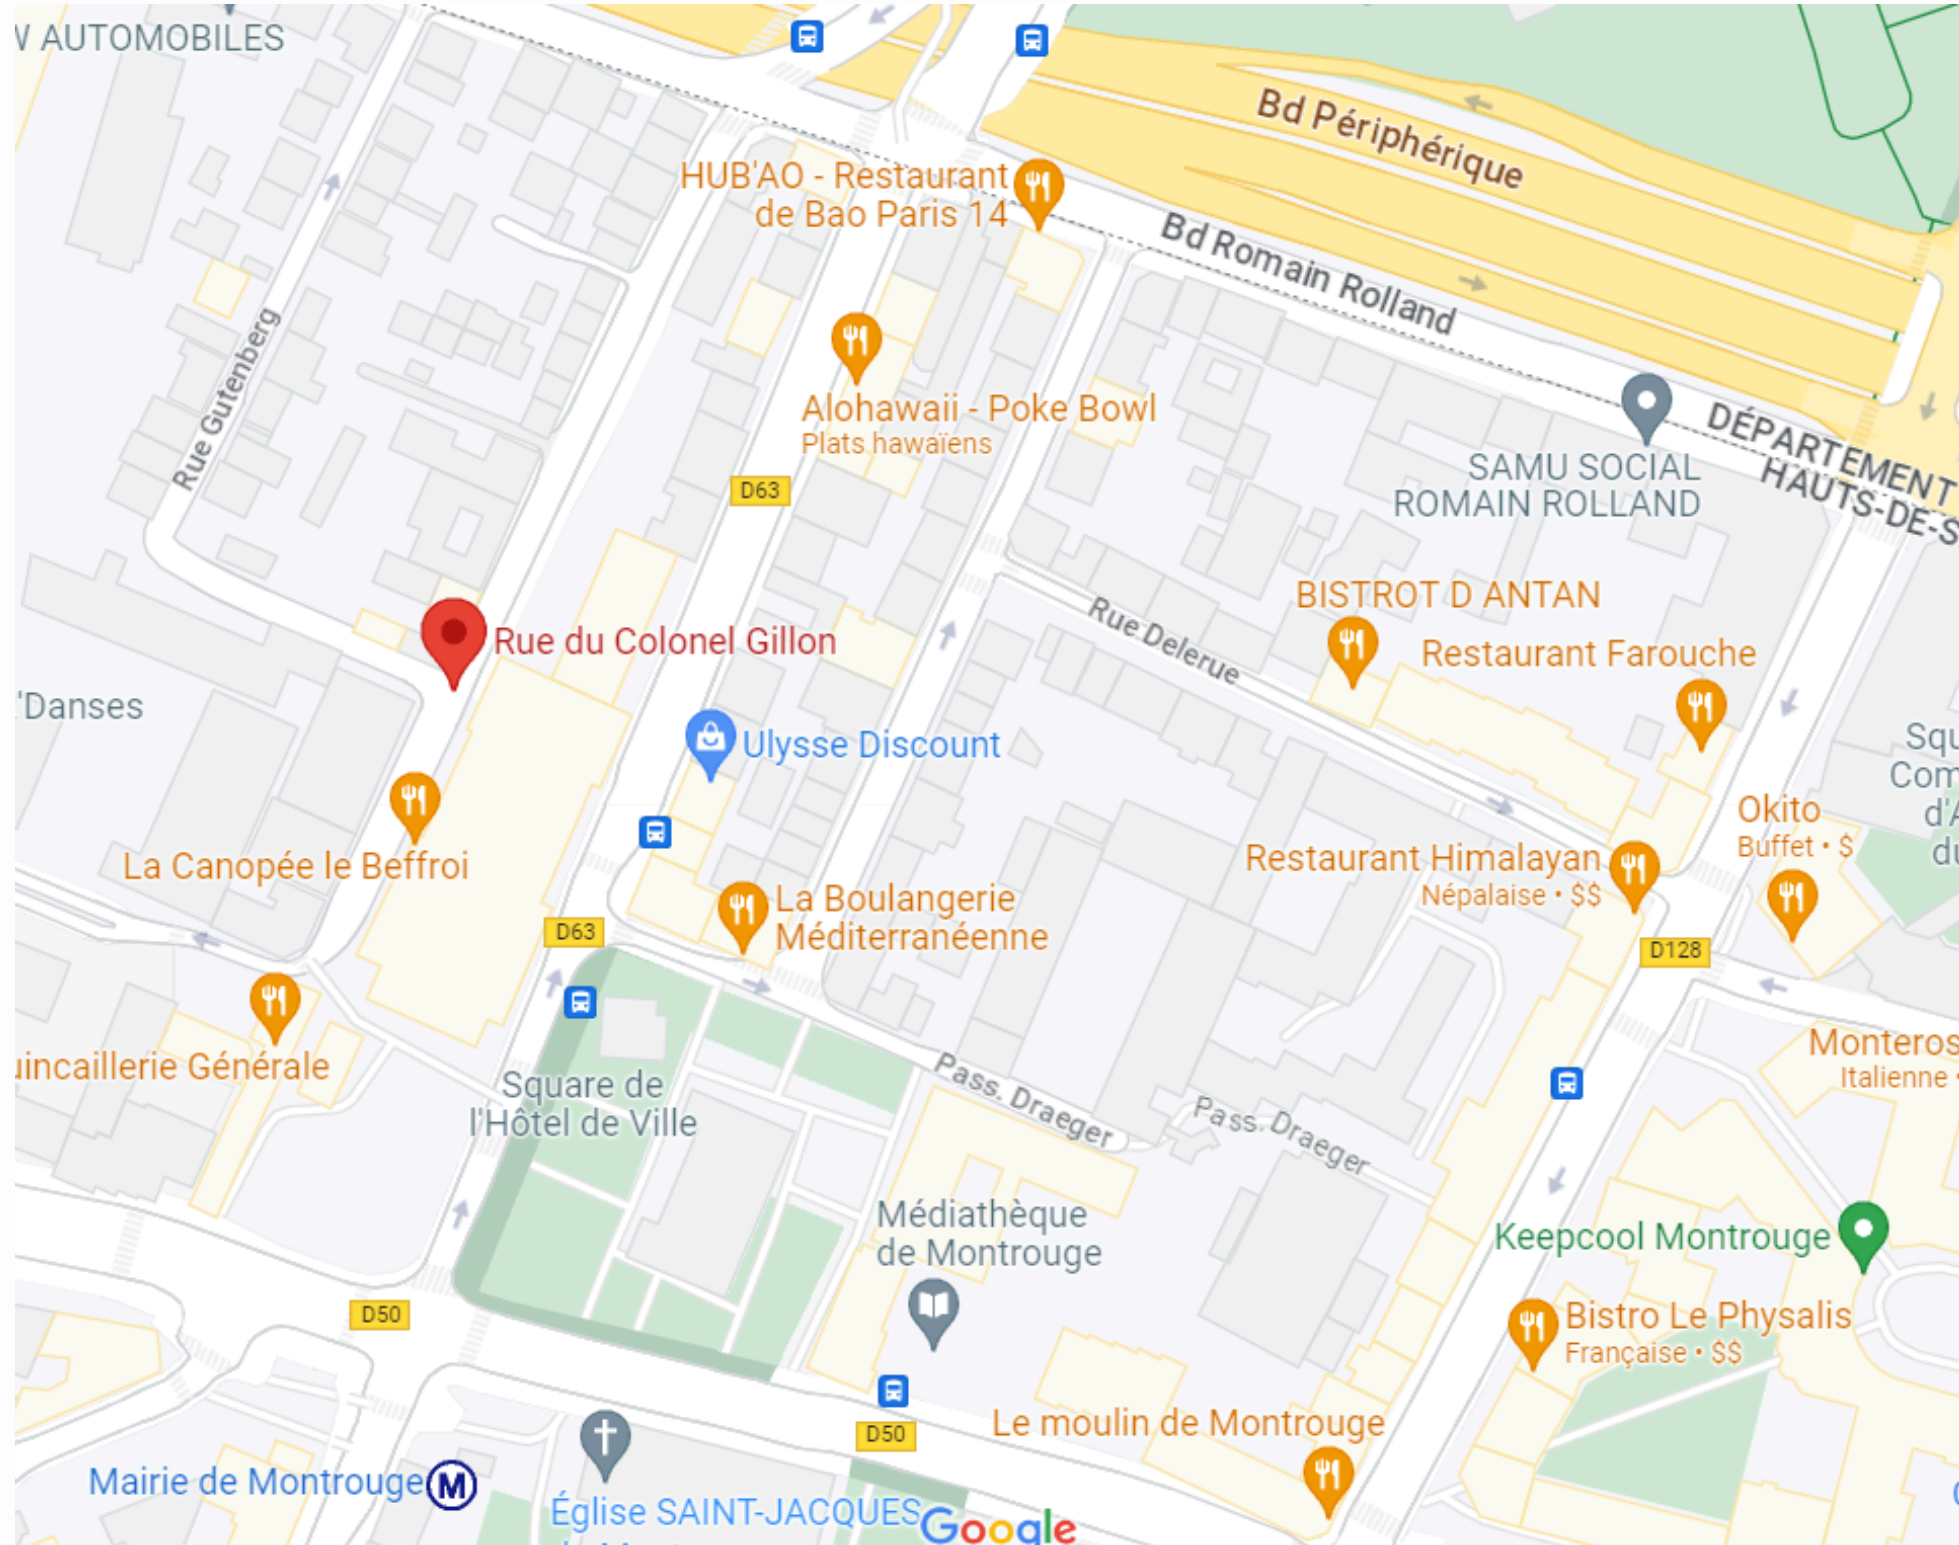 W AUTOMOBILES
Bd Périphérique
HUB'AO - Restaurant
de Bao Paris 14
Bd Romain Rolland
Rue Gutenberg
Alohawaii - Poke Bowl
Plats hawaïens
DÉPARTEMENT
HAUTS-DE-S
SAMU SOCIAL
ROMAIN ROLLAND
D63
BISTROT D ANTAN
Rue Delerue
Rue du Colonel Gillon
Restaurant Farouche
'Danses
Ulysse Discount
Squ
Com
d'A
du
Okito
Buffet • $
La Canopée le Beffroi
Restaurant Himalayan
Népalaise • $$
La Boulangerie
Méditerranéenne
D63
D128
uincaillerie Générale
Monteros
Italienne •
Square de
l'Hôtel de Ville
Pass. Draeger
Pass. Draeger
Médiathèque
de Montrouge
Keepcool Montrouge
D50
Bistro Le Physalis
Française • $$
D50
Le moulin de Montrouge
Mairie de Montrouge
M
Église SAINT-JACQUES
Google